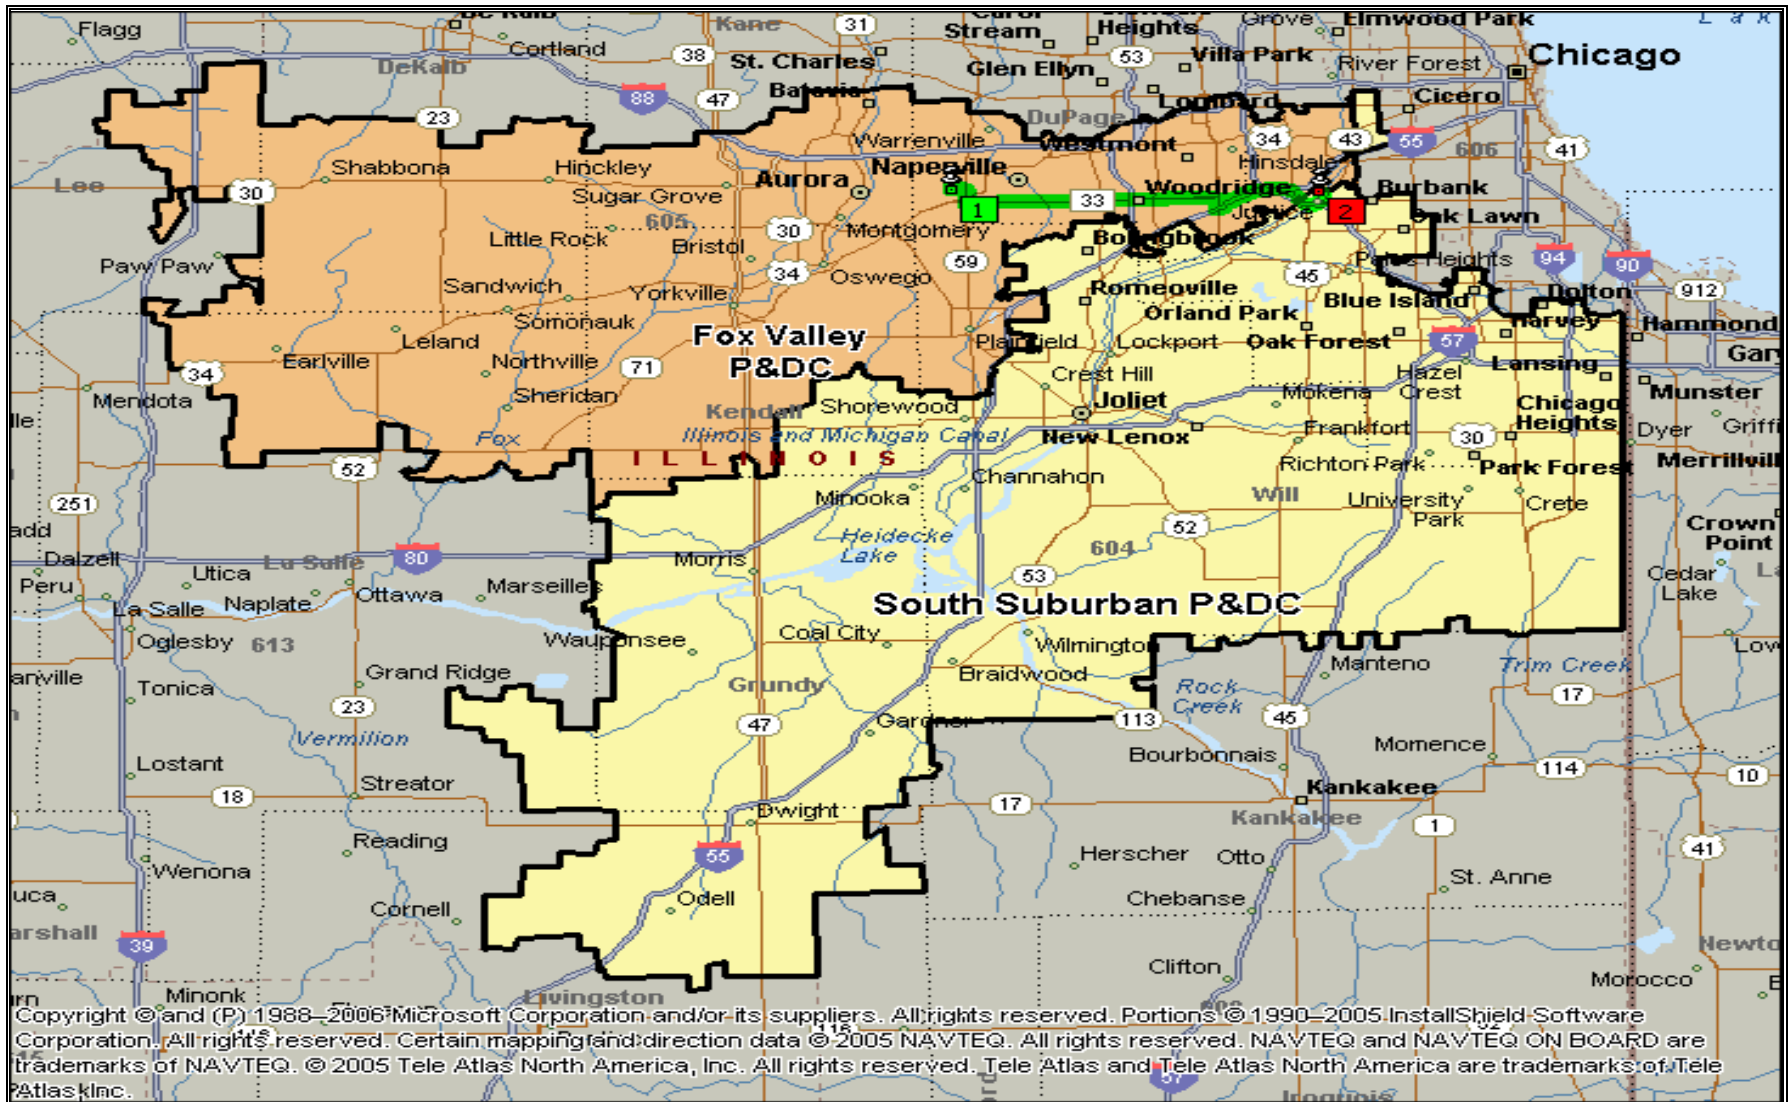 Flagg
De Kalb
Kane
31
Carol
Stream
Heights
Grove
Elmwood Park
L a k
Cortland
38
St. Charles
53
Villa Park
River Forest
Chicago
DeKalb
Glen Ellyn
88
47
Batavia
Lombard
Cicero
23
DuPage
Warrenville
Westmont
34
43
55
606
41
Shabbona
Hinckley
Naperville
Hinsdale
Lee
30
Sugar Grove
Aurora
Woodridge
Burbank
33
1
2
605
Justice
Oak Lawn
Little Rock
Bristol
30
Montgomery
Bolingbrook
Paw Paw
34
Oswego
59
45
Palos Heights
94
90
Sandwich
Yorkville
Romeoville
Blue Island
Dolton
912
Somonauk
Orland Park
Harvey
Hammond
Leland
Fox Valley
P&DC
Plainfield
Lockport
Oak Forest
57
Gary
Earlville
Northville
71
Crest Hill
Hazel
Crest
Lansing
34
Mendota
Sheridan
Kendall
Shorewood
Joliet
Mokena
Chicago
Heights
Munster
Fox
Illinois and Michigan Canal
New Lenox
Frankfort
30
Dyer
Griffi
52
I L L I N O I S
Channahon
Richton Park
Park Forest
Merrillvill
251
Minooka
Will
University
Park
Crete
Heidecke
Lake
52
604
Crown
Point
Dalzell
La Salle
80
Morris
53
Cedar
Lake
Peru
Utica
Marseilles
La Salle
Naplate
Ottawa
South Suburban P&DC
Oglesby
613
Wauponsee
Coal City
Wilmington
Grand Ridge
Braidwood
Manteno
Trim Creek
Tonica
Grundy
Rock
Creek
17
23
47
Gardner
113
45
Vermilion
Bourbonnais
Momence
Lostant
Streator
114
10
18
Dwight
17
Kankakee
Kankakee
1
Reading
55
Herscher
Otto
41
Wenona
Odell
St. Anne
Cornell
Chebanse
39
Newto
Clifton
Morocco
Minonk
Livingston
Copyright © and (P) 1988–2006 Microsoft Corporation and/or its suppliers. All rights reserved. Portions © 1990–2005 InstallShield Software
Corporation. All rights reserved. Certain mapping and direction data © 2005 NAVTEQ. All rights reserved. NAVTEQ and NAVTEQ ON BOARD are
trademarks of NAVTEQ. © 2005 Tele Atlas North America, Inc. All rights reserved. Tele Atlas and Tele Atlas North America are trademarks of Tele
Atlas, Inc.
57
Iroquois